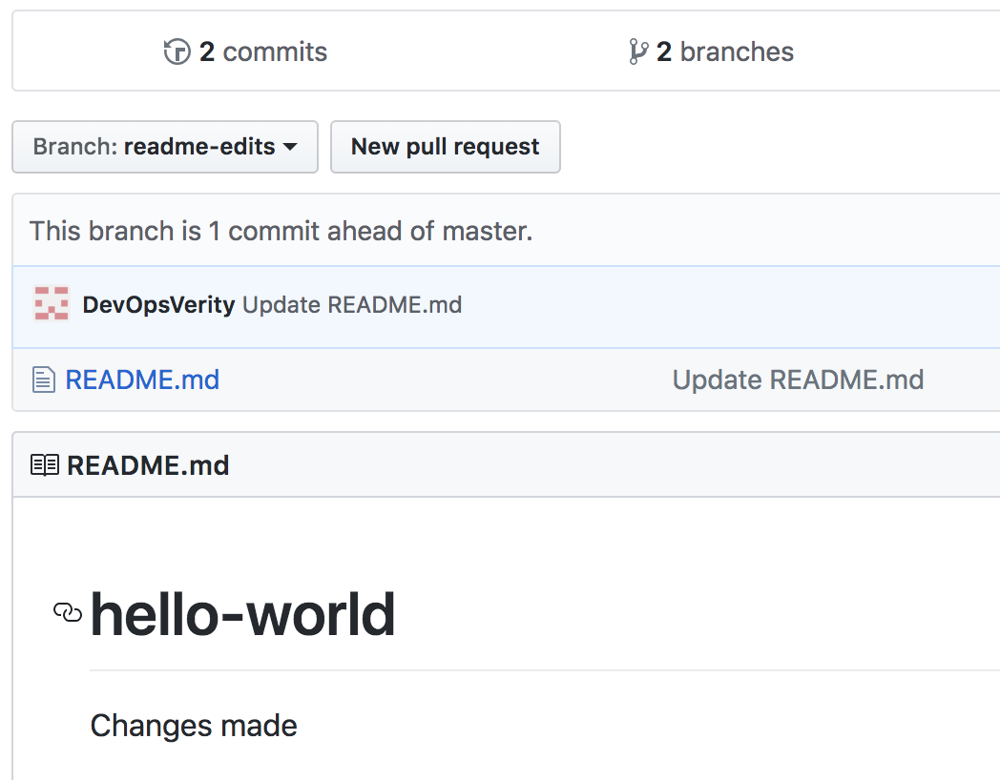 2 commits 2 branches
Branch: readme-edits New pull request
This branch is 1 commit ahead of master.
DevOpsVerity Update README.md
README.md Update README.md
README.md
hello-world
Changes made